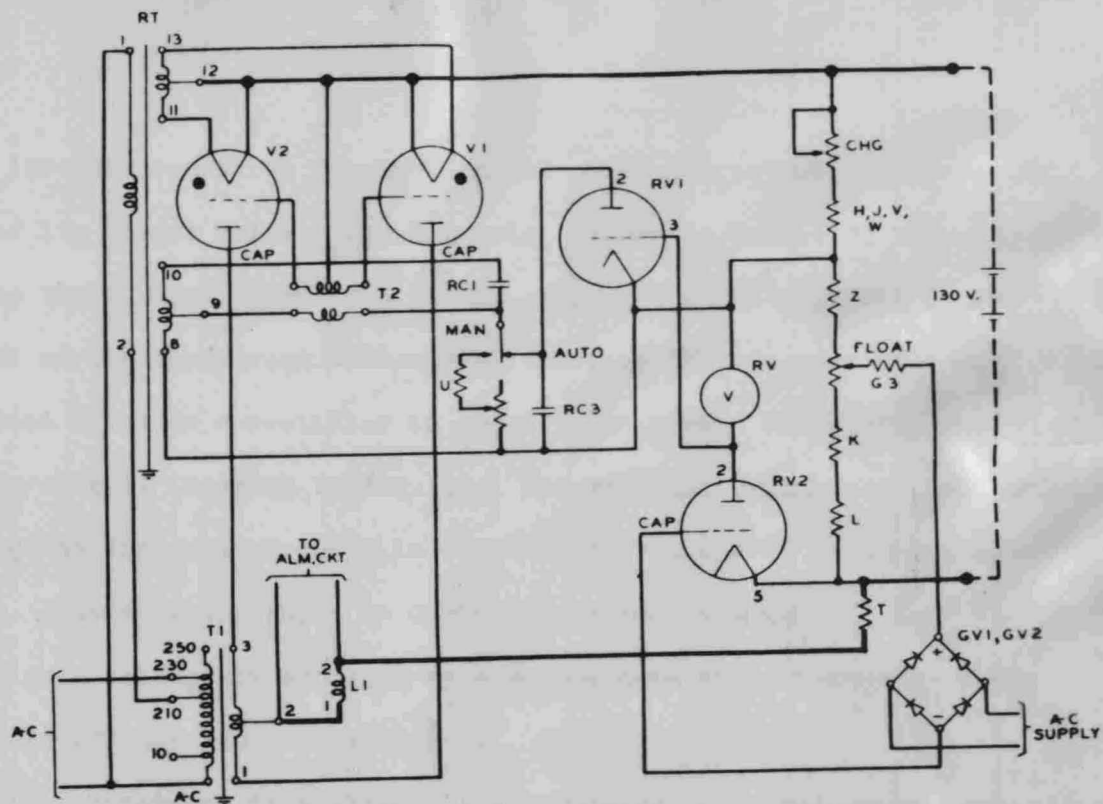 RT
1
13
12
11
V2
V1
CAP
CAP
10
9
8
2
T2
RC1
MAN
AUTO
U
RC3
RV1
2
3
RV
V
2
RV2
CAP
5
CHG
H, J, V,
W
Z
FLOAT
G 3
K
L
130 V.
T
GV1, GV2
+
−
A-C
SUPPLY
TO
ALM, CKT
T1
250
230
210
10
A-C
A-C
3
2
1
2
L1
1